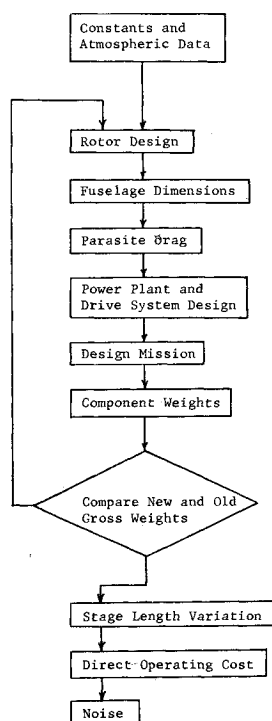 Constants and
Atmospheric Data
Rotor Design
Fuselage Dimensions
Parasite Drag
Power Plant and
Drive System Design
Design Mission
Component Weights
Compare New and Old
Gross Weights
Stage Length Variation
Direct Operating Cost
Noise